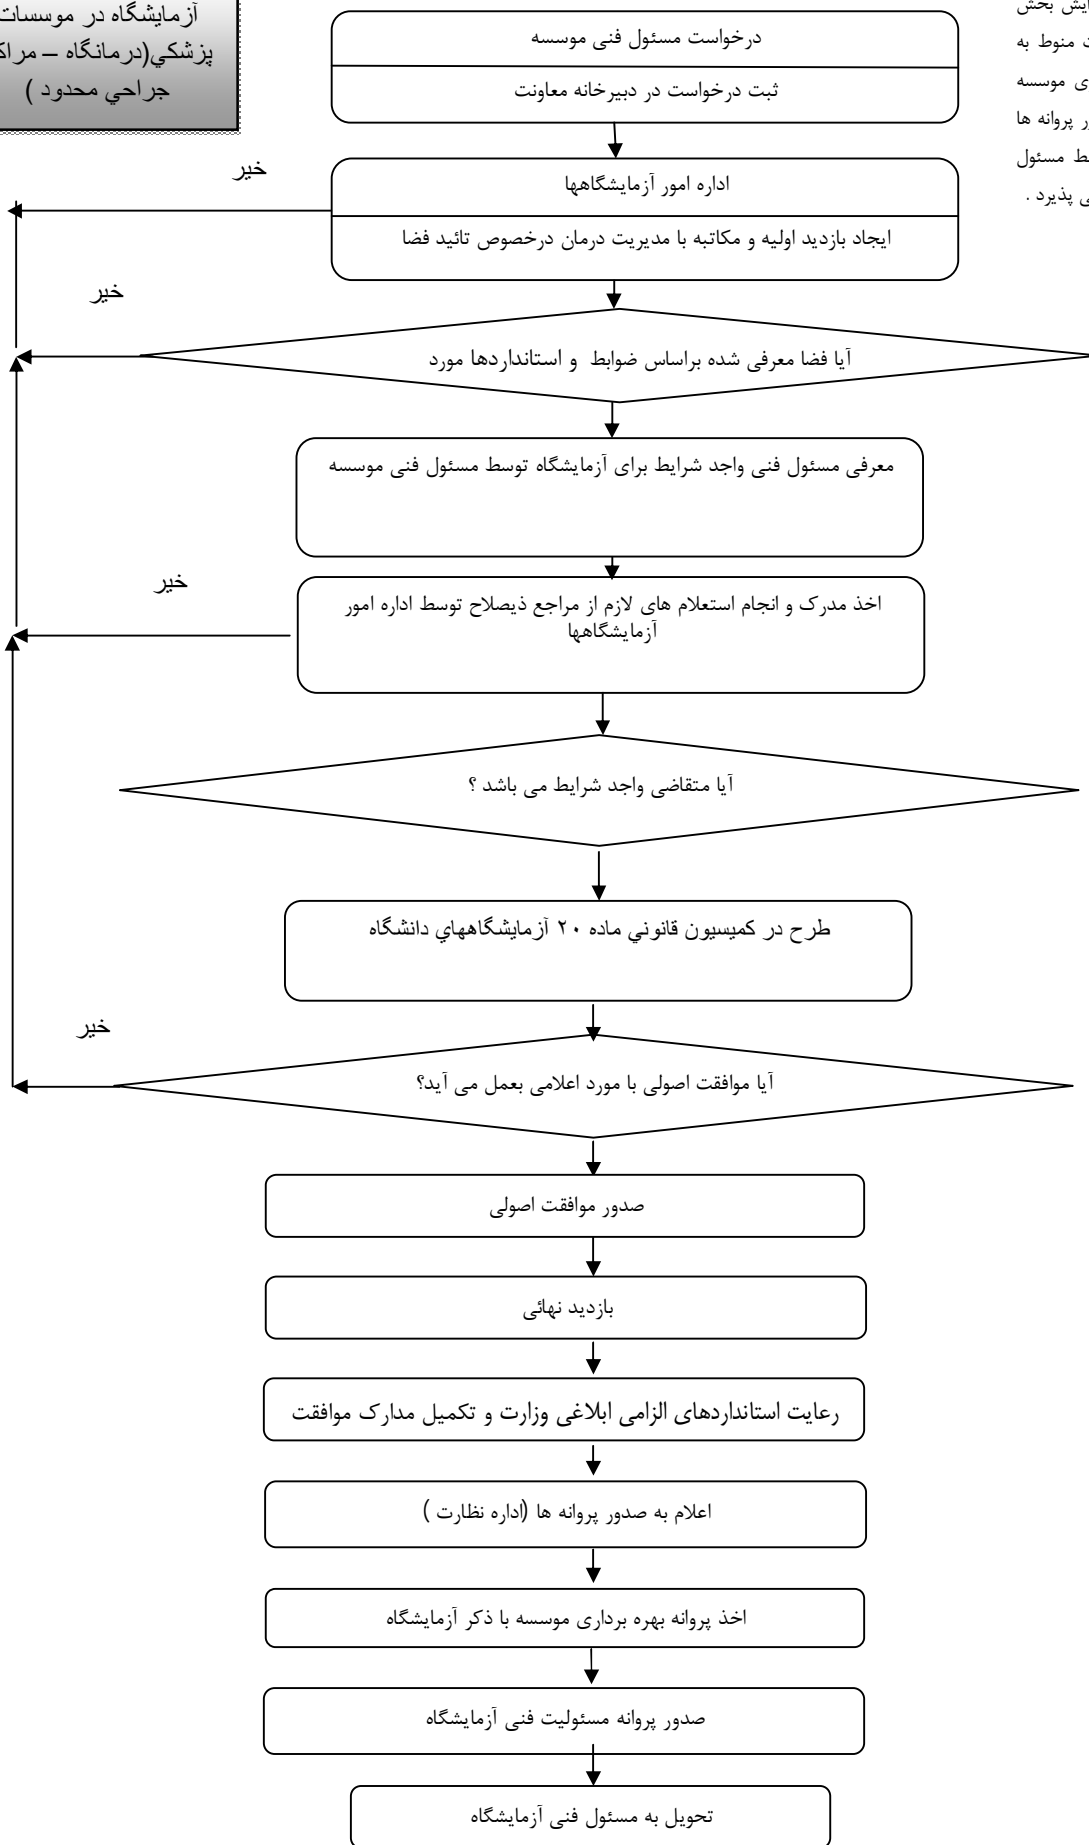 آزمایشگاه در موسسات
پزشكي(درمانگاه – مراك
جراحي محدود )
ایش بخش
منوط به
ی موسسه
ر پروانه ها
ط مسئول
ی پذیرد .
درخواست مسئول فنی موسسه
ثبت درخواست در دبیرخانه معاونت
خیر
اداره امور آزمایشگاهها
ایجاد بازدید اولیه و مکاتبه با مدیریت درمان درخصوص تائید فضا
خیر
آیا فضا معرفی شده براساس ضوابط و استانداردها مورد
معرفی مسئول فنی واجد شرایط برای آزمایشگاه توسط مسئول فنی موسسه
خیر
اخذ مدرک و انجام استعلام های لازم از مراجع ذیصلاح توسط اداره امور
آزمایشگاهها
آیا متقاضی واجد شرایط می باشد ؟
طرح در كميسيون قانوني ماده ۲۰ آزمايشگاههاي دانشگاه
خیر
آیا موافقت اصولی با مورد اعلامی بعمل می آید؟
صدور موافقت اصولی
بازدید نهائی
رعایت استانداردهای الزامی ابلاغی وزارت و تکمیل مدارک موافقت
اعلام به صدور پروانه ها (اداره نظارت )
اخذ پروانه بهره برداری موسسه با ذکر آزمایشگاه
صدور پروانه مسئولیت فنی آزمایشگاه
تحویل به مسئول فنی آزمایشگاه